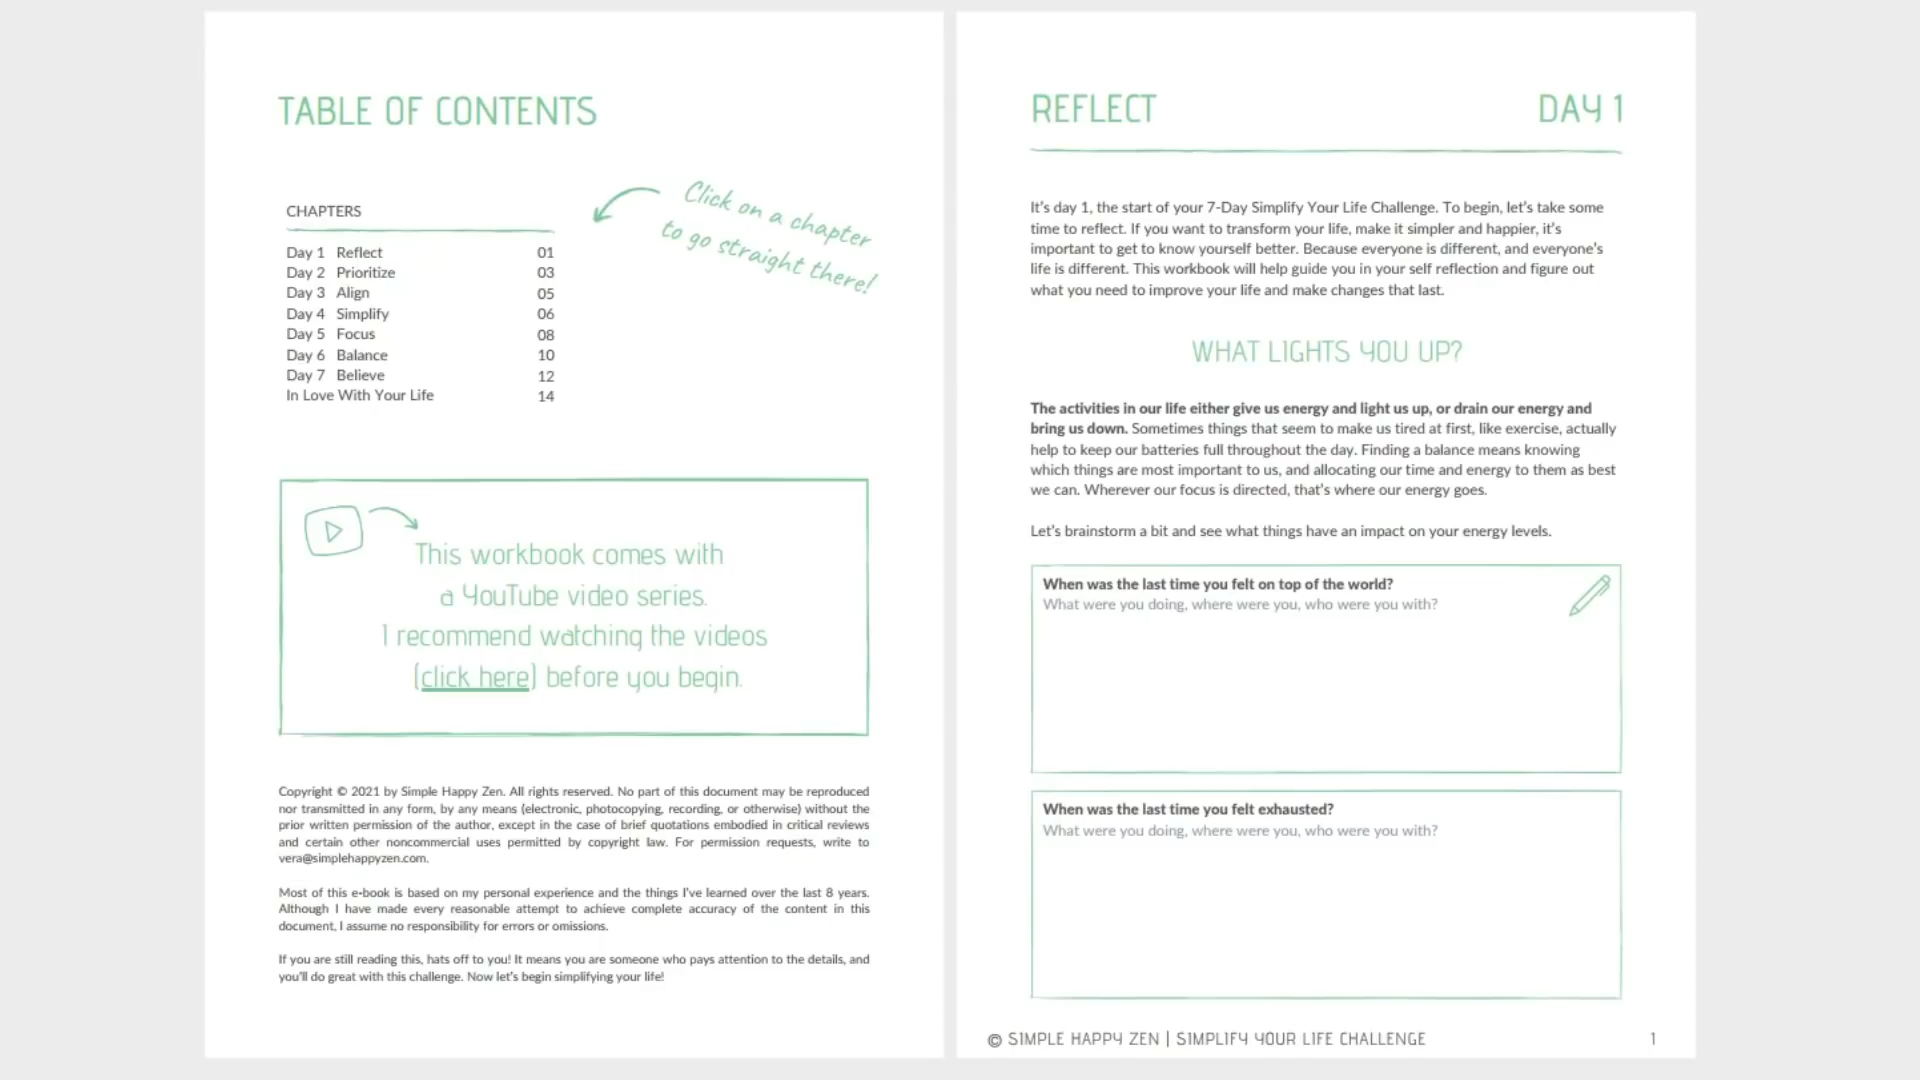 TABLE OF CONTENTS
Click on a chapter
to go straight there!
CHAPTERS
Day 1 Reflect 01
Day 2 Prioritize 03
Day 3 Align 05
Day 4 Simplify 06
Day 5 Focus 08
Day 6 Balance 10
Day 7 Believe 12
In Love With Your Life 14
This workbook comes with
a YouTube video series.
I recommend watching the videos
(click here) before you begin.
Copyright © 2021 by Simple Happy Zen. All rights reserved. No part of this document may be reproduced
nor transmitted in any form, by any means (electronic, photocopying, recording, or otherwise) without the
prior written permission of the author, except in the case of brief quotations embodied in critical reviews
and certain other noncommercial uses permitted by copyright law. For permission requests, write to
vera@simplehappyzen.com.
Most of this e-book is based on my personal experience and the things I've learned over the last 8 years.
Although I have made every reasonable attempt to achieve complete accuracy of the content in this
document, I assume no responsibility for errors or omissions.
If you are still reading this, hats off to you! It means you are someone who pays attention to the details, and
you'll do great with this challenge. Now let's begin simplifying your life!
REFLECT DAY 1
It's day 1, the start of your 7-Day Simplify Your Life Challenge. To begin, let's take some
time to reflect. If you want to transform your life, make it simpler and happier, it's
important to get to know yourself better. Because everyone is different, and everyone's
life is different. This workbook will help guide you in your self reflection and figure out
what you need to improve your life and make changes that last.
WHAT LIGHTS YOU UP?
The activities in our life either give us energy and light us up, or drain our energy and
bring us down. Sometimes things that seem to make us tired at first, like exercise, actually
help to keep our batteries full throughout the day. Finding a balance means knowing
which things are most important to us, and allocating our time and energy to them as best
we can. Wherever our focus is directed, that's where our energy goes.
Let's brainstorm a bit and see what things have an impact on your energy levels.
When was the last time you felt on top of the world?
What were you doing, where were you, who were you with?
When was the last time you felt exhausted?
What were you doing, where were you, who were you with?
© SIMPLE HAPPY ZEN | SIMPLIFY YOUR LIFE CHALLENGE 1